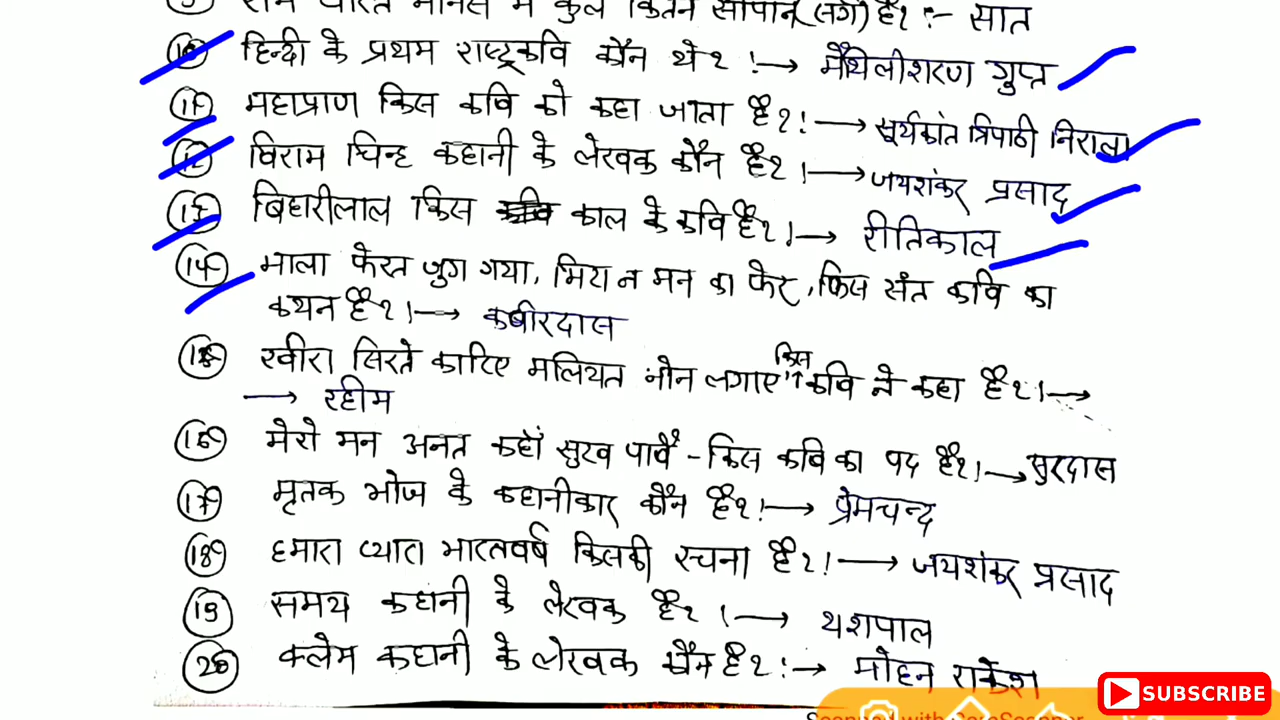 9 राम चरित मानस में कुल कितने सोपान (सर्ग) है? :- सात
10 हिन्दी के प्रथम राष्ट्रकवि कौन थे? !→ मैथिलीशरण गुप्त
11 महाप्राण किस कवि को कहा जाता है? !→ सूर्यकांत त्रिपाठी निराला
12 विराम चिन्ह कहानी के लेखक कौन है? !→ जयशंकर प्रसाद
13 बिहारीलाल किस काल के कवि है? !→ रीतिकाल
14 माला फेरत जुग गया, फिरा न मन का फेर, किस संत कवि का
कथन है? !→ कबीरदास
15 खीरा सिरते काटिए मलियत नोन लगाए" किस कवि ने कहा है? !→
→ रहीम
16 मेरो मन अनत कहाँ सुख पावैं - किस कवि का पद है? !→ सुरदास
17 मृतक भोज के कहानीकार कौन है? !→ प्रेमचन्द
18 हमारा प्यारा भारतवर्ष किसकी रचना है? !→ जयशंकर प्रसाद
19 समय कहानी के लेखक है? !→ यशपाल
20 क्लेम कहानी के लेखक कौन है? !→ मोहन राकेश
SUBSCRIBE